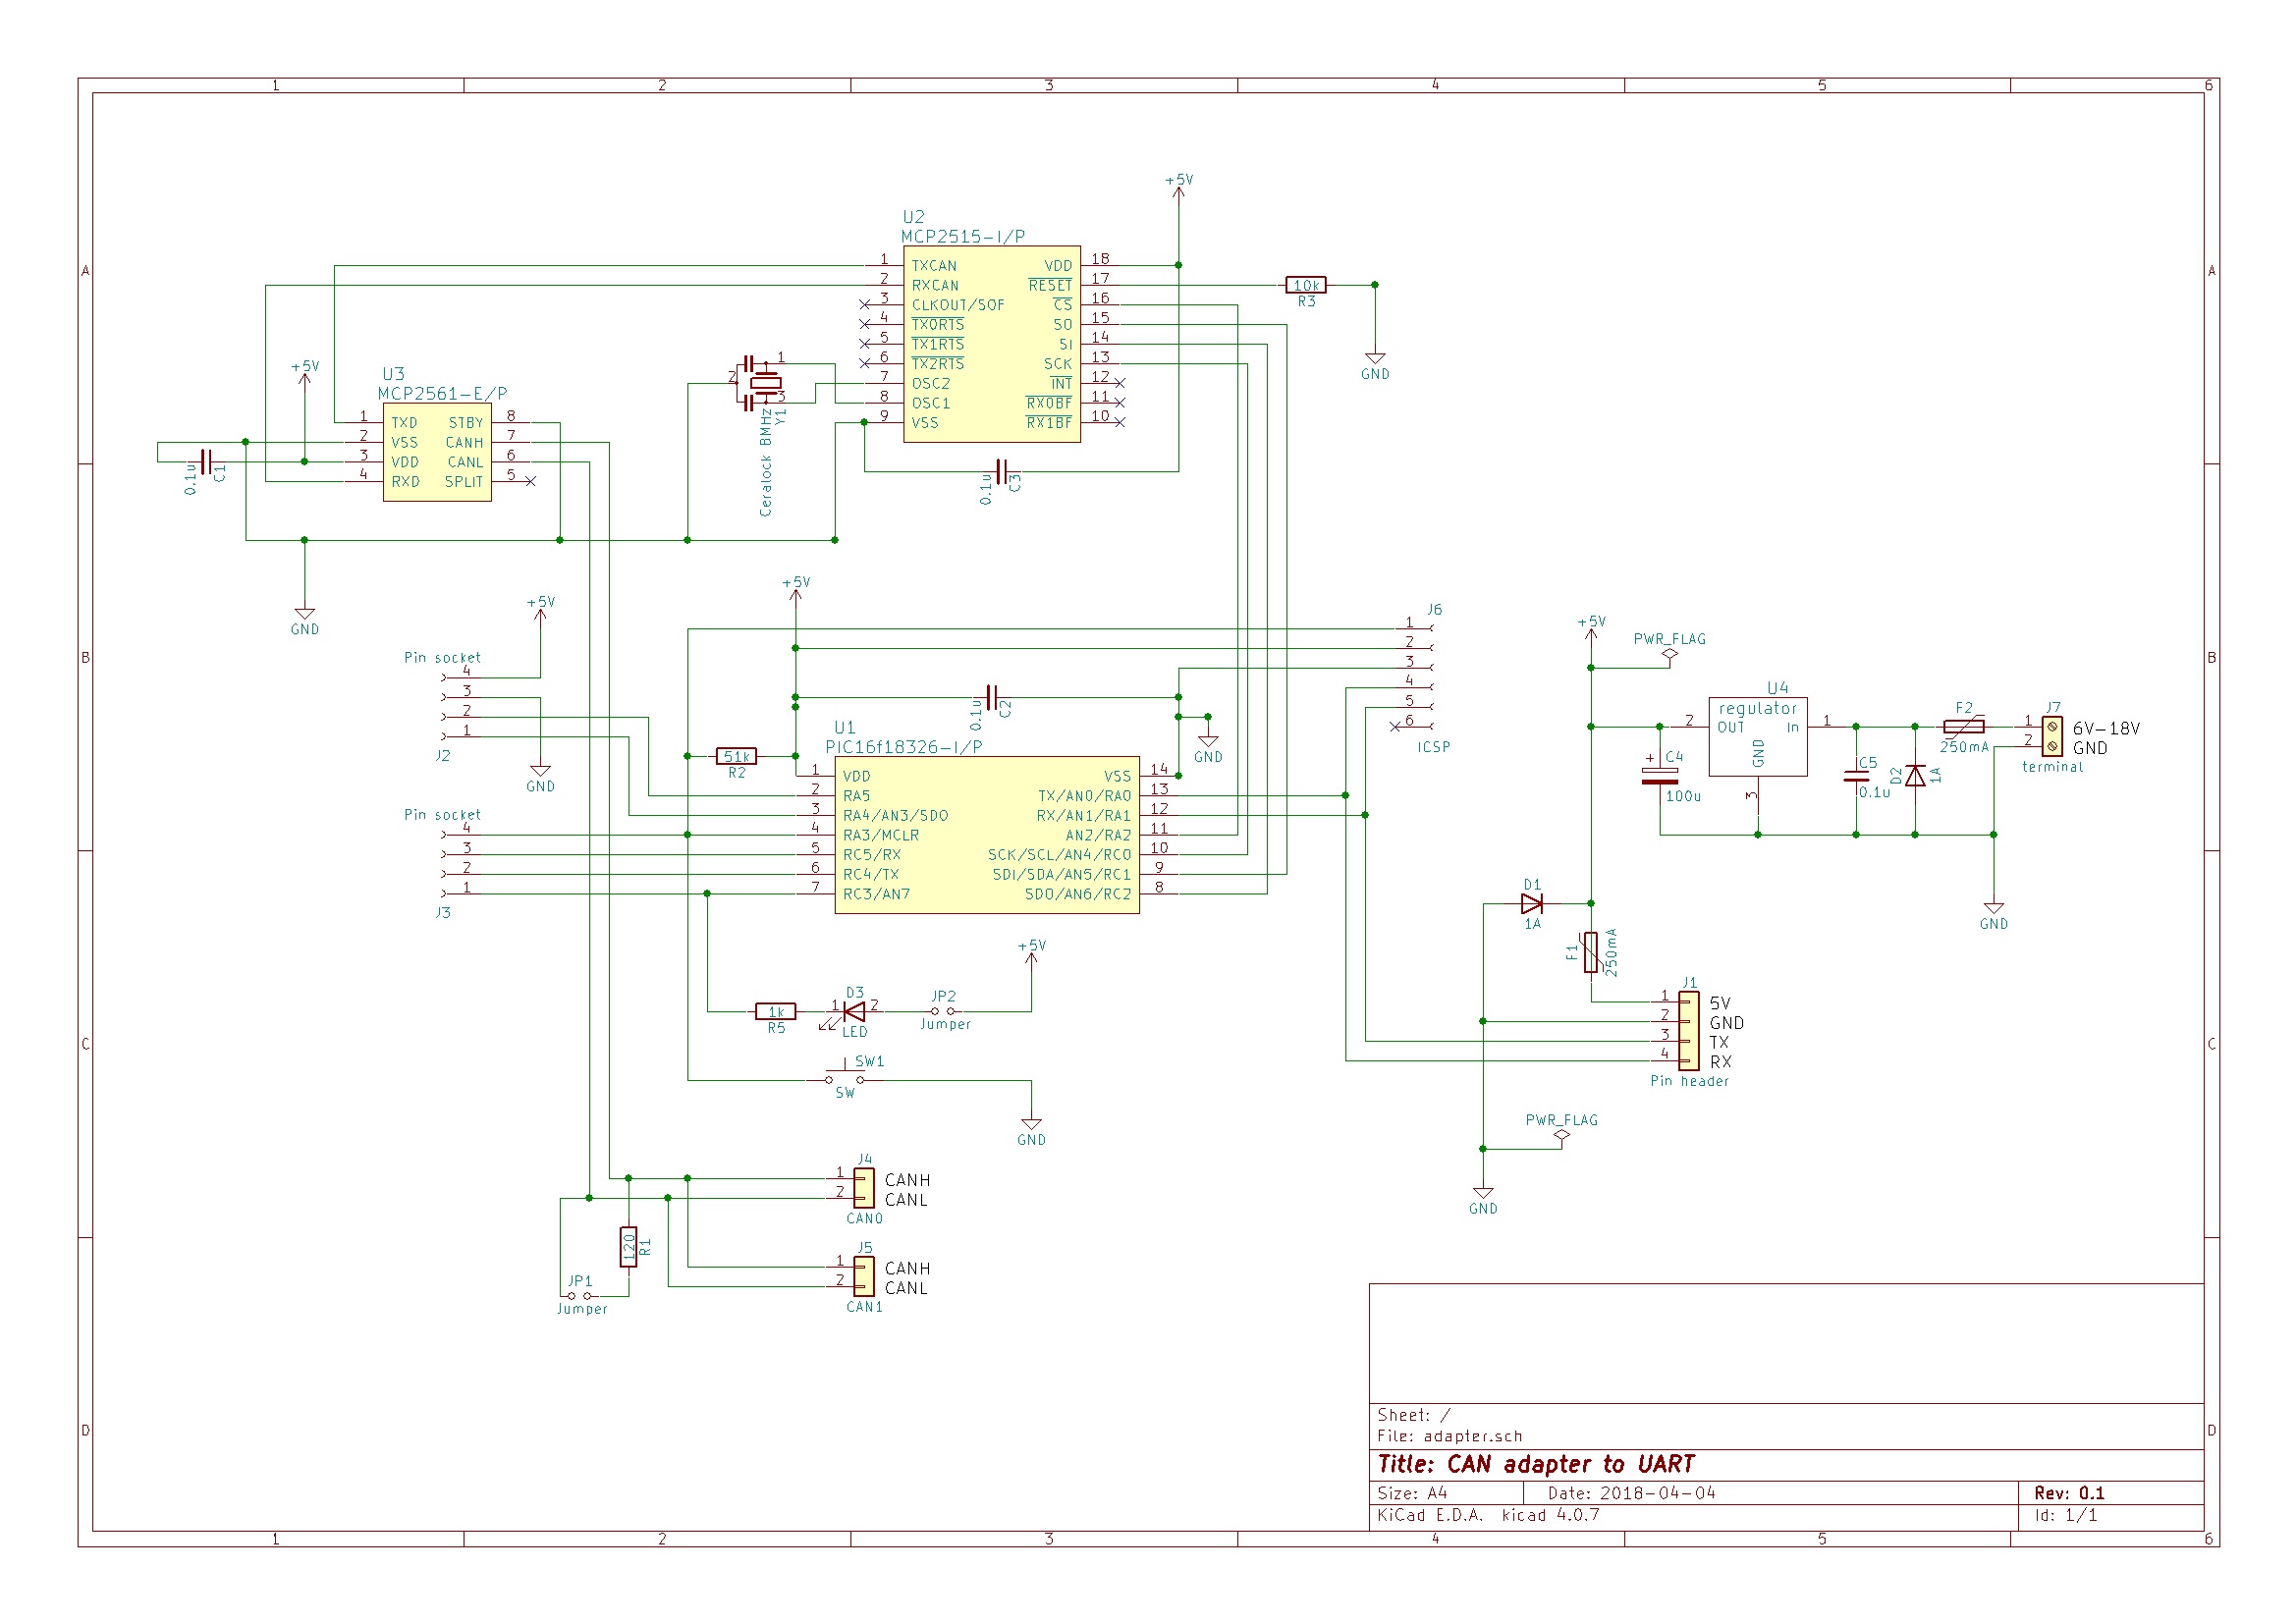 1 2 3 4 5 6
A A
B B
C C
D D
1 2 3 4 5 6
+5V
U2
MCP2515-I/P
1 TXCAN VDD 18
2 RXCAN RESET 17
3 CLKOUT/SOF CS 16
4 TX0RTS SO 15
5 TX1RTS SI 14
6 TX2RTS SCK 13
7 OSC2 INT 12
8 OSC1 RX0BF 11
9 VSS RX1BF 10
10k
R3
GND
1
2
3
Ceralock 8MHz
Y1
0.1u
C3
+5V
U3
MCP2561-E/P
1 TXD STBY 8
2 VSS CANH 7
3 VDD CANL 6
4 RXD SPLIT 5
0.1u
C1
GND
+5V
Pin socket
4
3
2
1
J2
GND
Pin socket
4
3
2
1
J3
+5V
0.1u
C2
51k
R2
GND
U1
PIC16f18326-I/P
1 VDD VSS 14
2 RA5 TX/AN0/RA0 13
3 RA4/AN3/SDO RX/AN1/RA1 12
4 RA3/MCLR AN2/RA2 11
5 RC5/RX SCK/SCL/AN4/RC0 10
6 RC4/TX SDI/SDA/AN5/RC1 9
7 RC3/AN7 SDO/AN6/RC2 8
J6
1
2
3
4
5
6
ICSP
+5V
PWR_FLAG
U4
regulator
2 OUT In 1
GND
3
+ C4
100u
C5
0.1u
D2
1A
F2
250mA
J7
1 6V-18V
2 GND
terminal
GND
D1
1A
F1
250mA
J1
1 5V
2 GND
3 TX
4 RX
Pin header
PWR_FLAG
GND
+5V
1k
R5
D3
1 2
LED
JP2
Jumper
SW1
SW
GND
J4
1 CANH
2 CANL
CAN0
J5
1 CANH
2 CANL
CAN1
120
R1
JP1
Jumper
Sheet: /
File: adapter.sch
Title: CAN adapter to UART
Size: A4 Date: 2018-04-04 Rev: 0.1
KiCad E.D.A. kicad 4.0.7 Id: 1/1